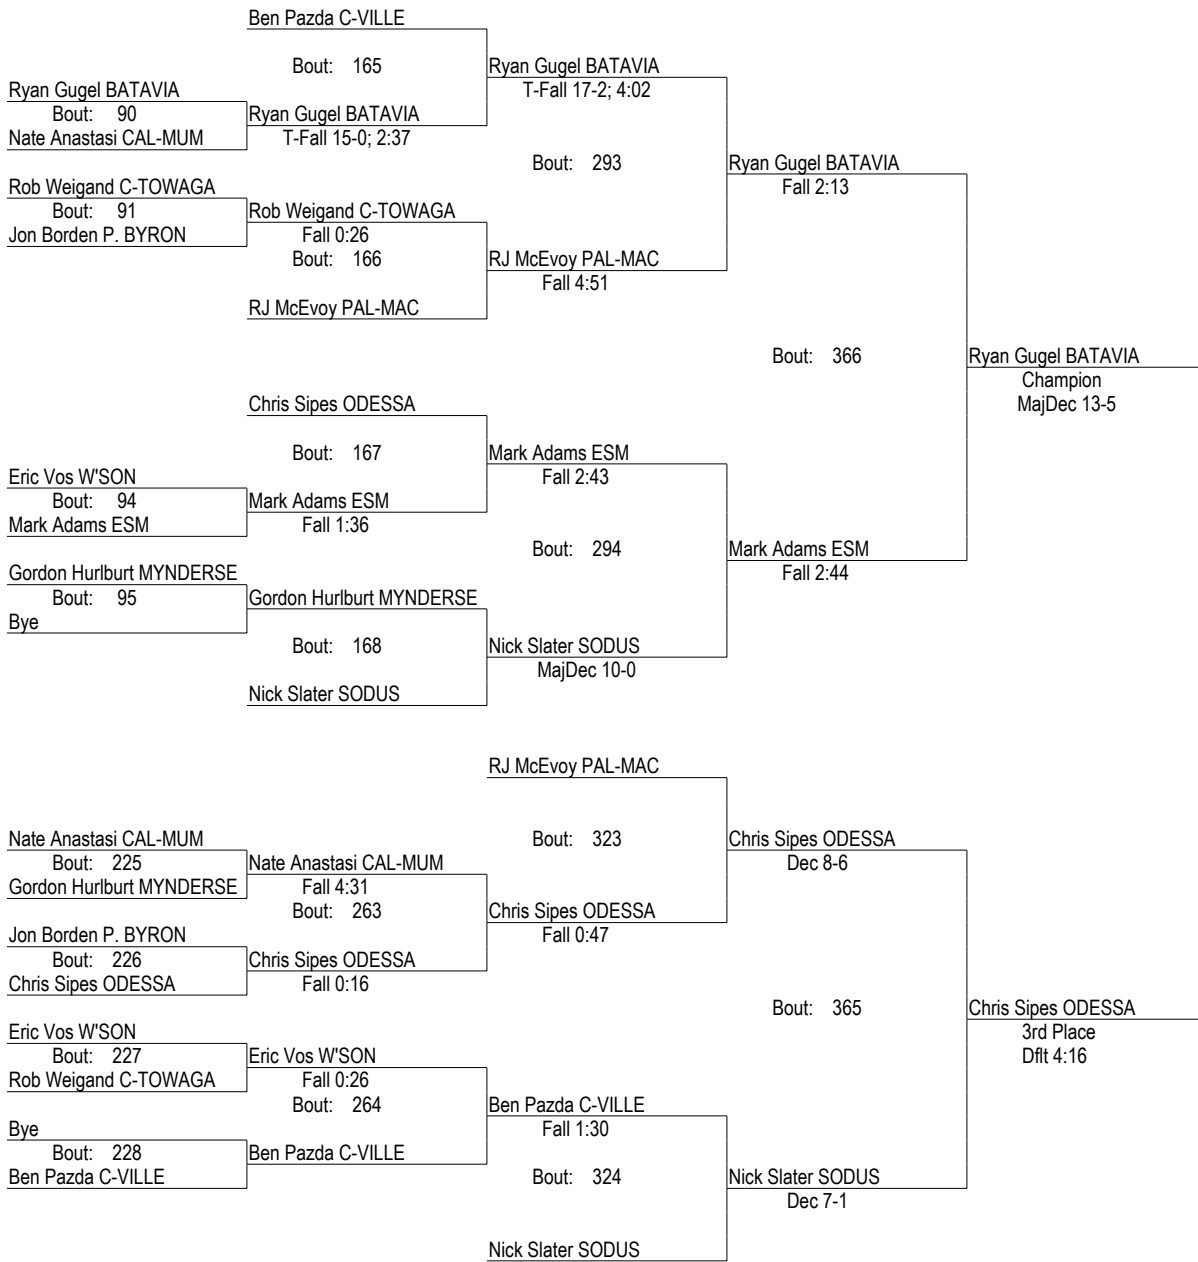 Ben Pazda C-VILLE
Bout: 165
Ryan Gugel BATAVIA
T-Fall 17-2; 4:02
Ryan Gugel BATAVIA
Bout: 90
Nate Anastasi CAL-MUM
Ryan Gugel BATAVIA
T-Fall 15-0; 2:37
Bout: 293
Ryan Gugel BATAVIA
Fall 2:13
Rob Weigand C-TOWAGA
Bout: 91
Jon Borden P. BYRON
Rob Weigand C-TOWAGA
Fall 0:26
Bout: 166
RJ McEvoy PAL-MAC
Fall 4:51
RJ McEvoy PAL-MAC
Bout: 366
Ryan Gugel BATAVIA
Champion
MajDec 13-5
Chris Sipes ODESSA
Bout: 167
Mark Adams ESM
Fall 2:43
Eric Vos W'SON
Bout: 94
Mark Adams ESM
Mark Adams ESM
Fall 1:36
Bout: 294
Mark Adams ESM
Fall 2:44
Gordon Hurlburt MYNDERSE
Bout: 95
Bye
Gordon Hurlburt MYNDERSE
Bout: 168
Nick Slater SODUS
MajDec 10-0
Nick Slater SODUS
RJ McEvoy PAL-MAC
Bout: 323
Chris Sipes ODESSA
Dec 8-6
Nate Anastasi CAL-MUM
Bout: 225
Gordon Hurlburt MYNDERSE
Nate Anastasi CAL-MUM
Fall 4:31
Bout: 263
Chris Sipes ODESSA
Fall 0:47
Jon Borden P. BYRON
Bout: 226
Chris Sipes ODESSA
Chris Sipes ODESSA
Fall 0:16
Bout: 365
Chris Sipes ODESSA
3rd Place
Dflt 4:16
Eric Vos W'SON
Bout: 227
Rob Weigand C-TOWAGA
Eric Vos W'SON
Fall 0:26
Bout: 264
Ben Pazda C-VILLE
Fall 1:30
Bye
Bout: 228
Ben Pazda C-VILLE
Ben Pazda C-VILLE
Bout: 324
Nick Slater SODUS
Dec 7-1
Nick Slater SODUS